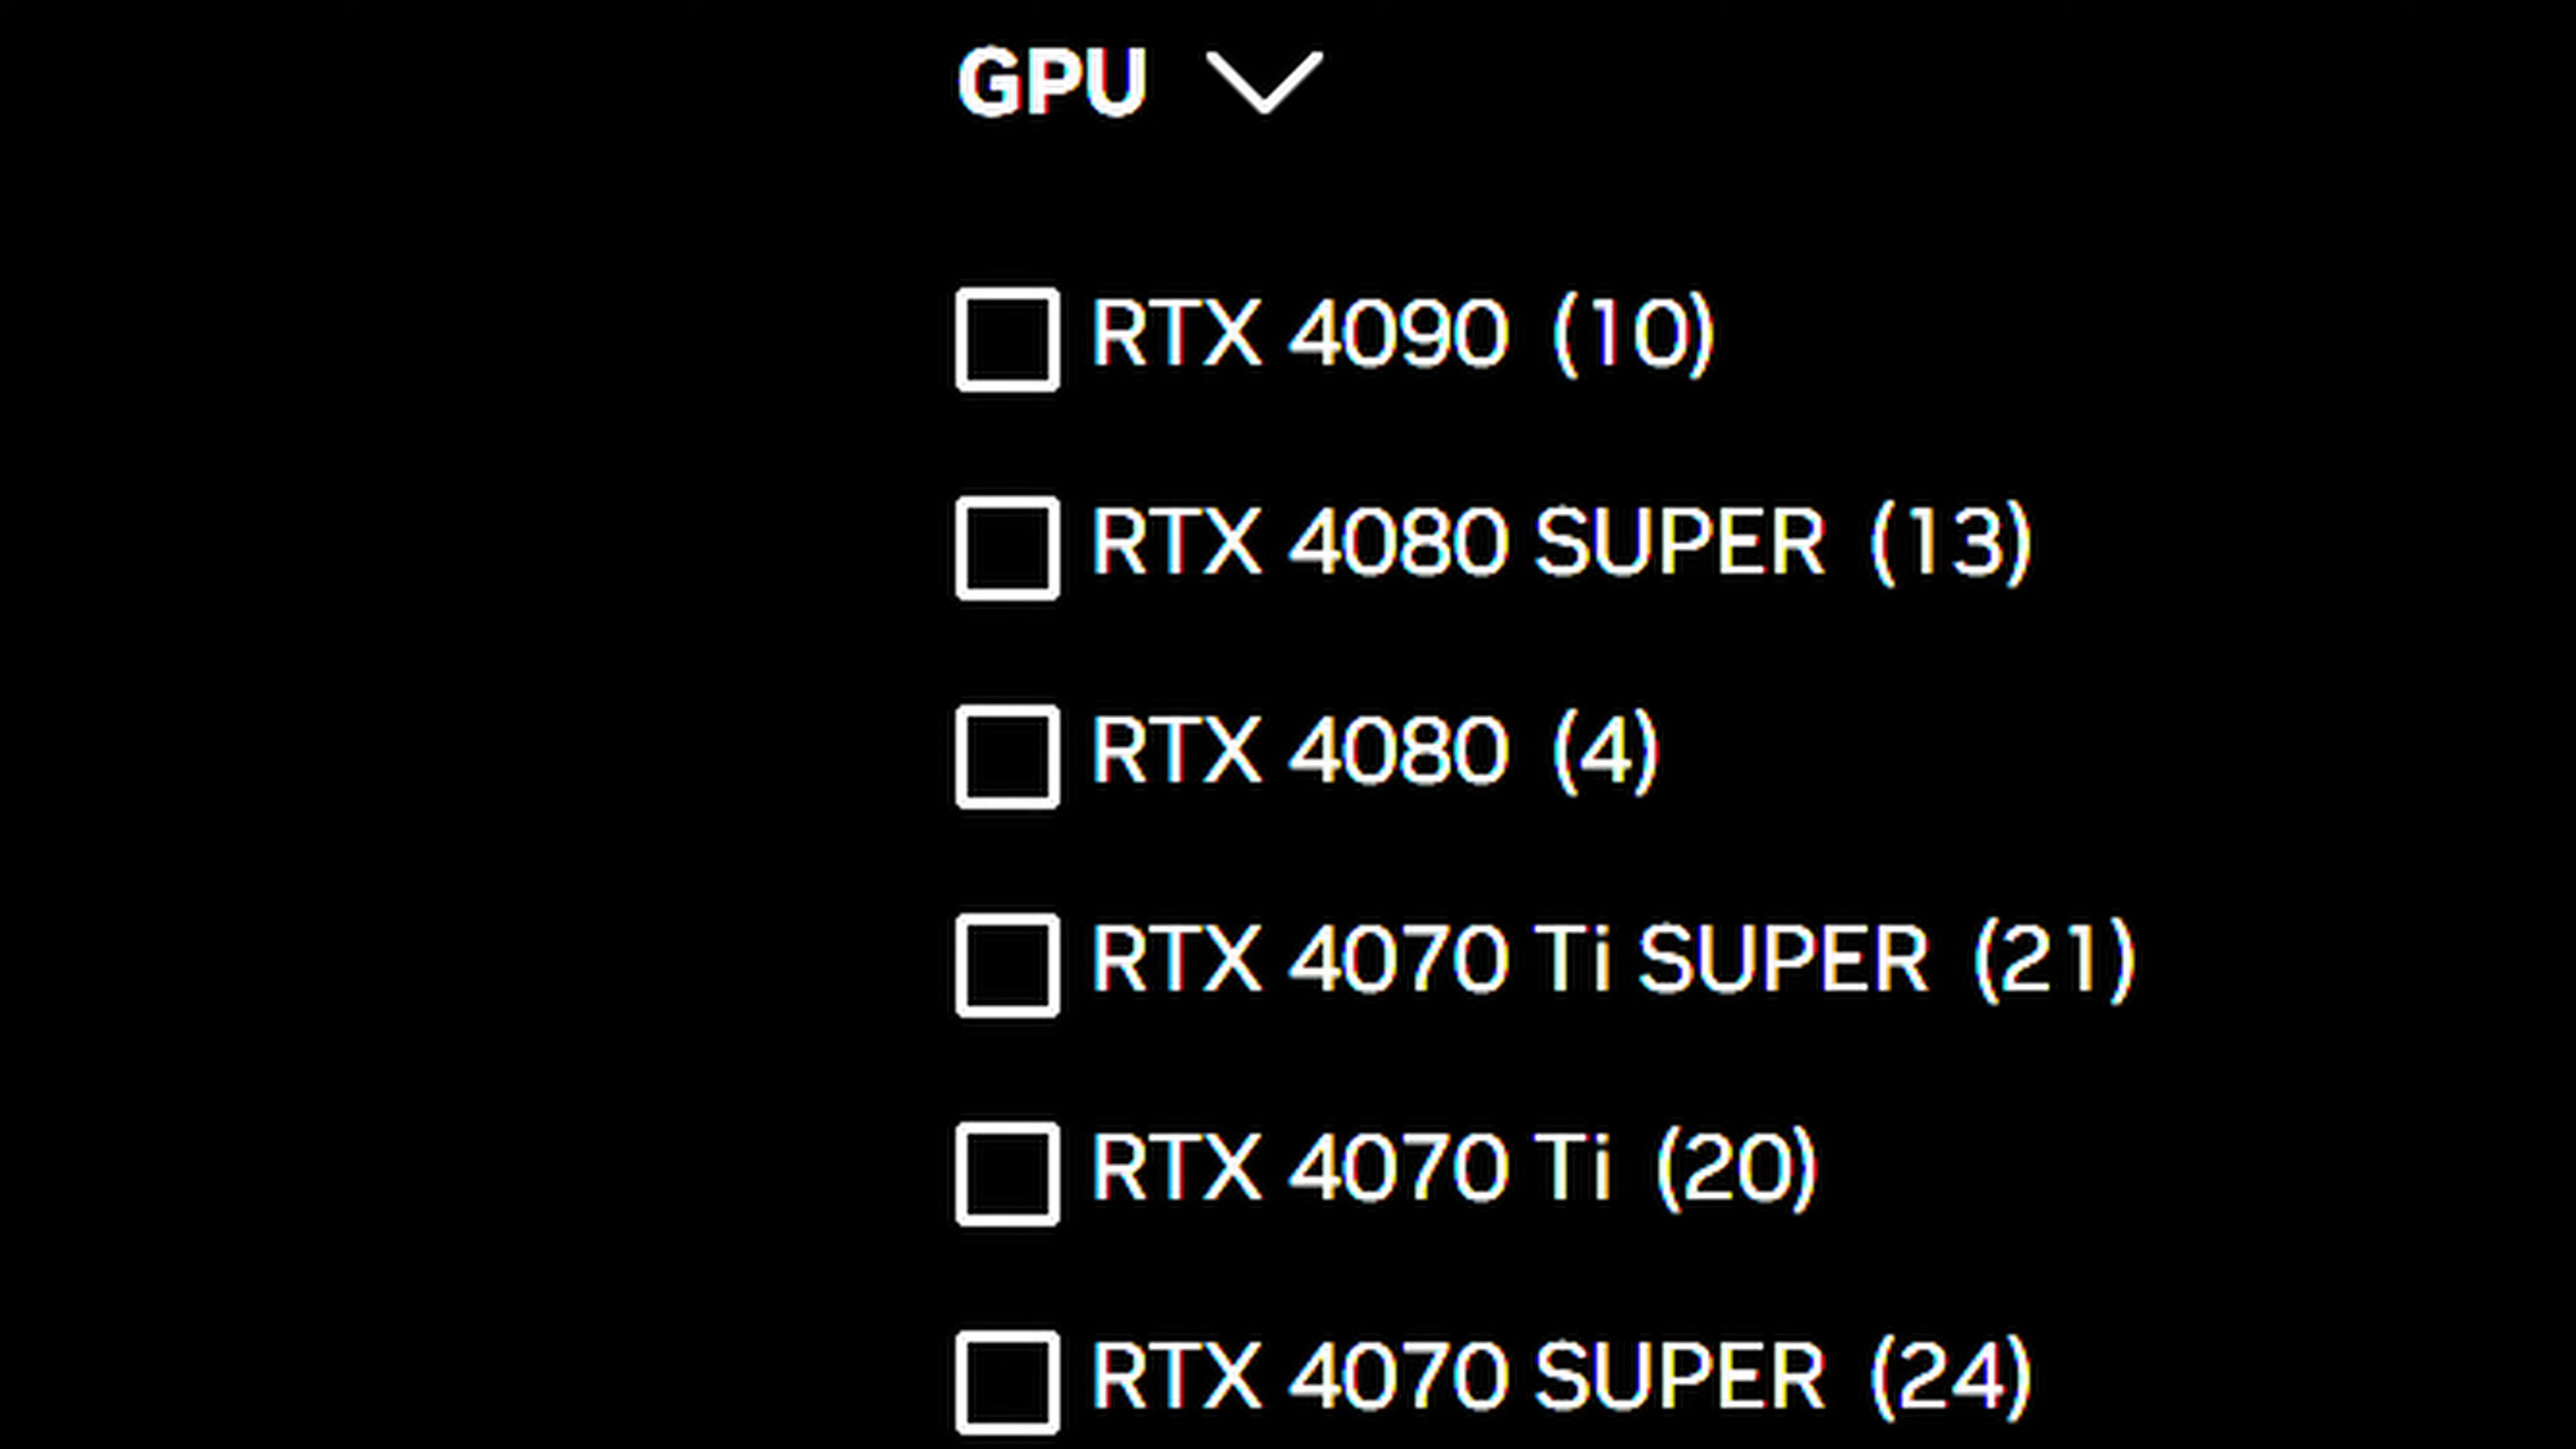 GPU
RTX 4090 (10)
RTX 4080 SUPER (13)
RTX 4080 (4)
RTX 4070 Ti SUPER (21)
RTX 4070 Ti (20)
RTX 4070 SUPER (24)